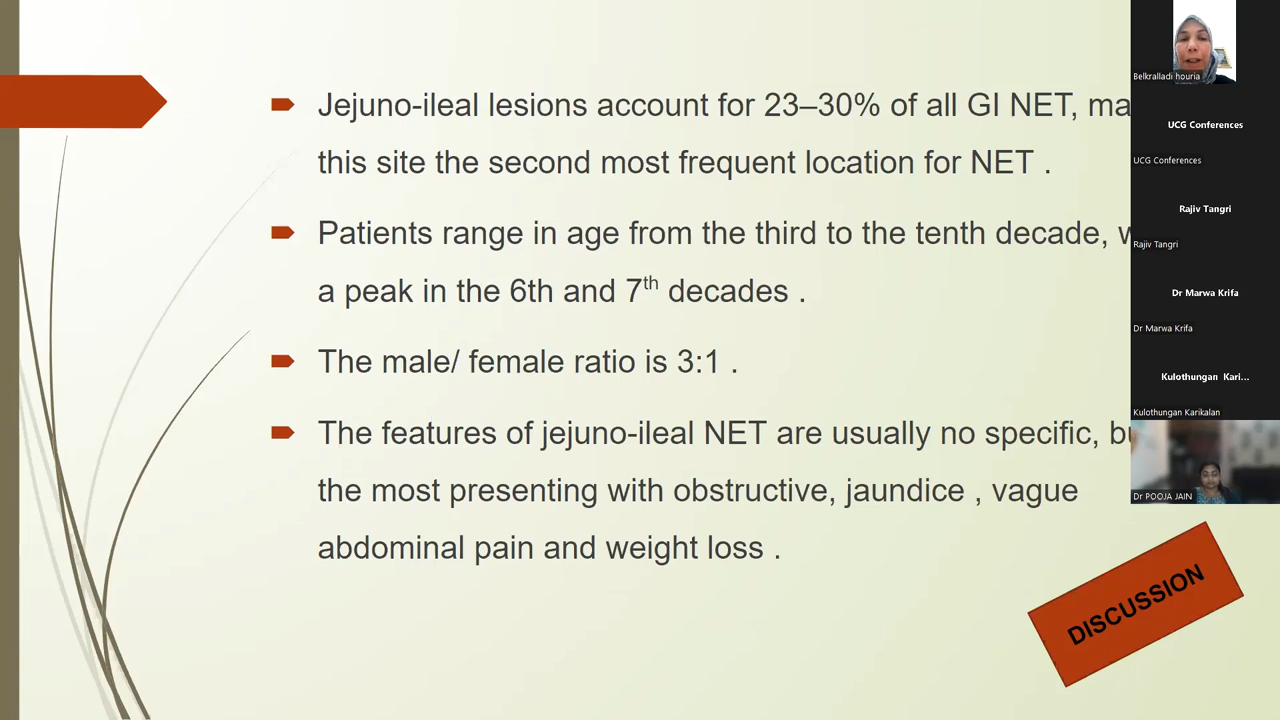 Jejuno-ileal lesions account for 23–30% of all GI NET, ma
this site the second most frequent location for NET .
Patients range in age from the third to the tenth decade, w
a peak in the 6th and 7th decades .
The male/ female ratio is 3:1 .
The features of jejuno-ileal NET are usually no specific, bu
the most presenting with obstructive, jaundice , vague
abdominal pain and weight loss .
DISCUSSION
Belkralladi houria
UCG Conferences
UCG Conferences
Rajiv Tangri
Rajiv Tangri
Dr Marwa Krifa
Dr Marwa Krifa
Kulothungan Kari...
Kulothungan Karikalan
Dr POOJA JAIN